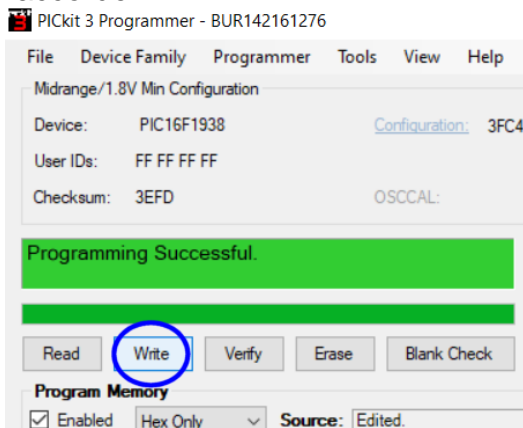 PICkit 3 Programmer - BUR142161276
File Device Family Programmer Tools View Help
Midrange/1.8V Min Configuration
Device: PIC16F1938 Configuration: 3FC4
User IDs: FF FF FF FF
Checksum: 3EFD OSCCAL:
Programming Successful.
Read Write Verify Erase Blank Check
Program Memory
Enabled Hex Only Source: Edited.